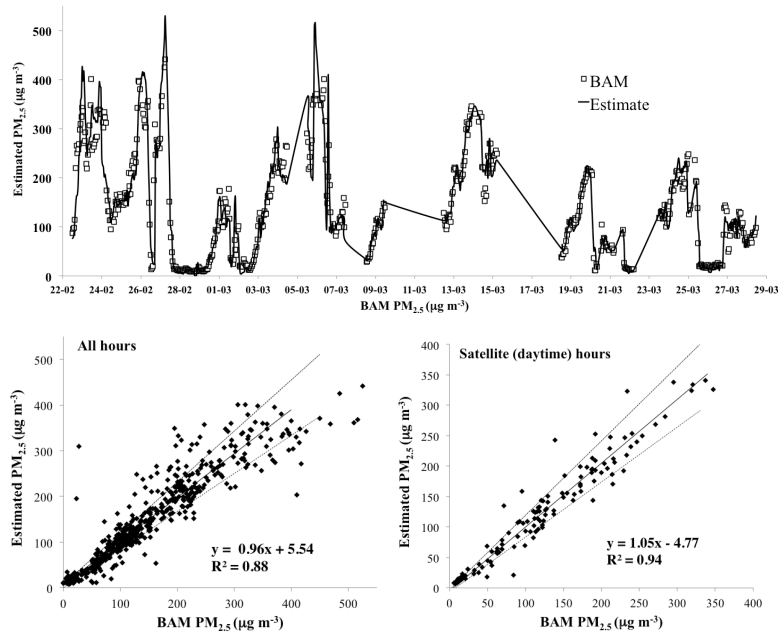 500
400
300
200
100
0
Estimated PM2.5 (μg m-3)
BAM
Estimate
22-02 24-02 26-02 28-02 01-03 03-03 05-03 07-03 09-03 11-03 13-03 15-03 17-03 19-03 21-03 23-03 25-03 27-03 29-03
BAM PM2.5 (μg m-3)
All hours
500
400
300
200
100
0
Estimated PM2.5 (μg m-3)
y = 0.96x + 5.54
R2 = 0.88
0 100 200 300 400 500
BAM PM2.5 (μg m-3)
Satellite (daytime) hours
400
350
300
250
200
150
100
50
0
Estimated PM2.5 (μg m-3)
y = 1.05x - 4.77
R2 = 0.94
0 50 100 150 200 250 300 350 400
BAM PM2.5 (μg m-3)